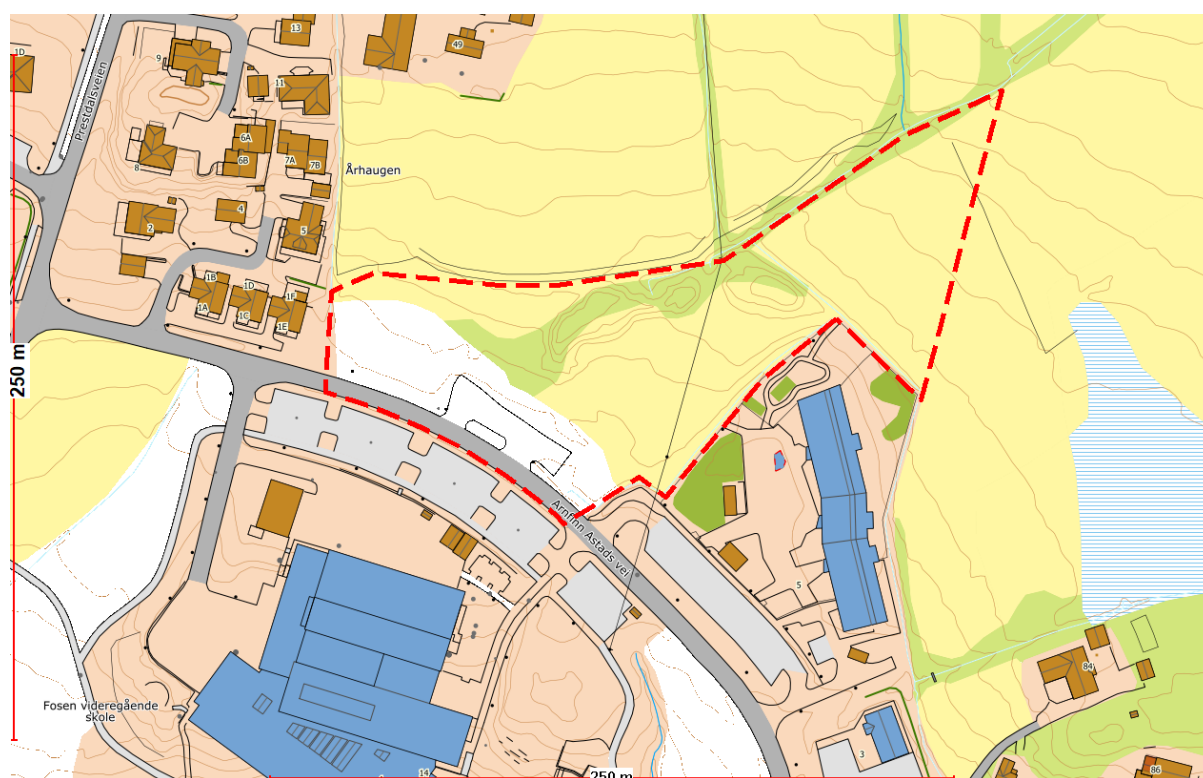 13
49
1D
9
11
Prestdalsveien
6A
6B
7A
7B
8
Århaugen
4
2
5
1B
1D
1F
1A
1C
1E
250 m
Arnfinn Astads vei
5
84
Fosen videregående
skole
3
14
86
250 m